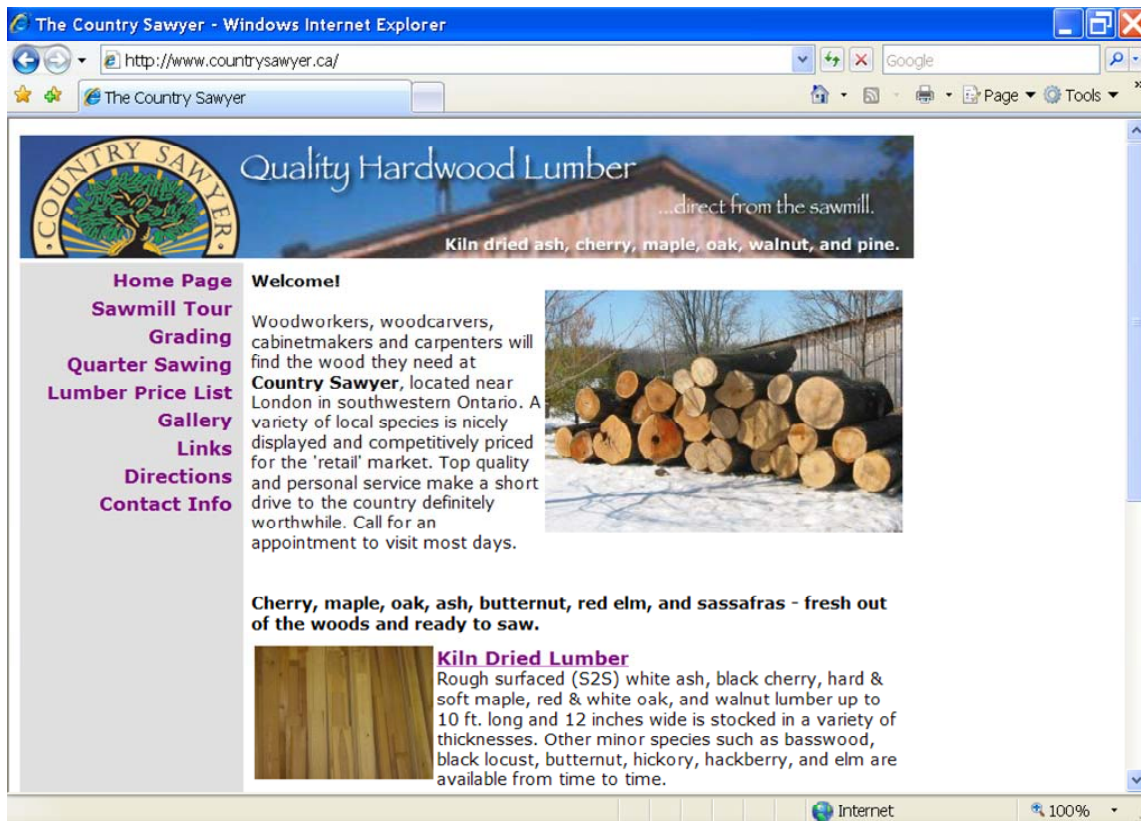 The Country Sawyer - Windows Internet Explorer
http://www.countrysawyer.ca/
Google
The Country Sawyer
Page
Tools
»
COUNTRY SAWYER
Quality Hardwood Lumber
...direct from the sawmill.
Kiln dried ash, cherry, maple, oak, walnut, and pine.
Home Page
Sawmill Tour
Grading
Quarter Sawing
Lumber Price List
Gallery
Links
Directions
Contact Info
Welcome!
Woodworkers, woodcarvers,
cabinetmakers and carpenters will
find the wood they need at
Country Sawyer, located near
London in southwestern Ontario. A
variety of local species is nicely
displayed and competitively priced
for the 'retail' market. Top quality
and personal service make a short
drive to the country definitely
worthwhile. Call for an
appointment to visit most days.
Cherry, maple, oak, ash, butternut, red elm, and sassafras - fresh out
of the woods and ready to saw.
Kiln Dried Lumber
Rough surfaced (S2S) white ash, black cherry, hard &
soft maple, red & white oak, and walnut lumber up to
10 ft. long and 12 inches wide is stocked in a variety of
thicknesses. Other minor species such as basswood,
black locust, butternut, hickory, hackberry, and elm are
available from time to time.
Internet
100%